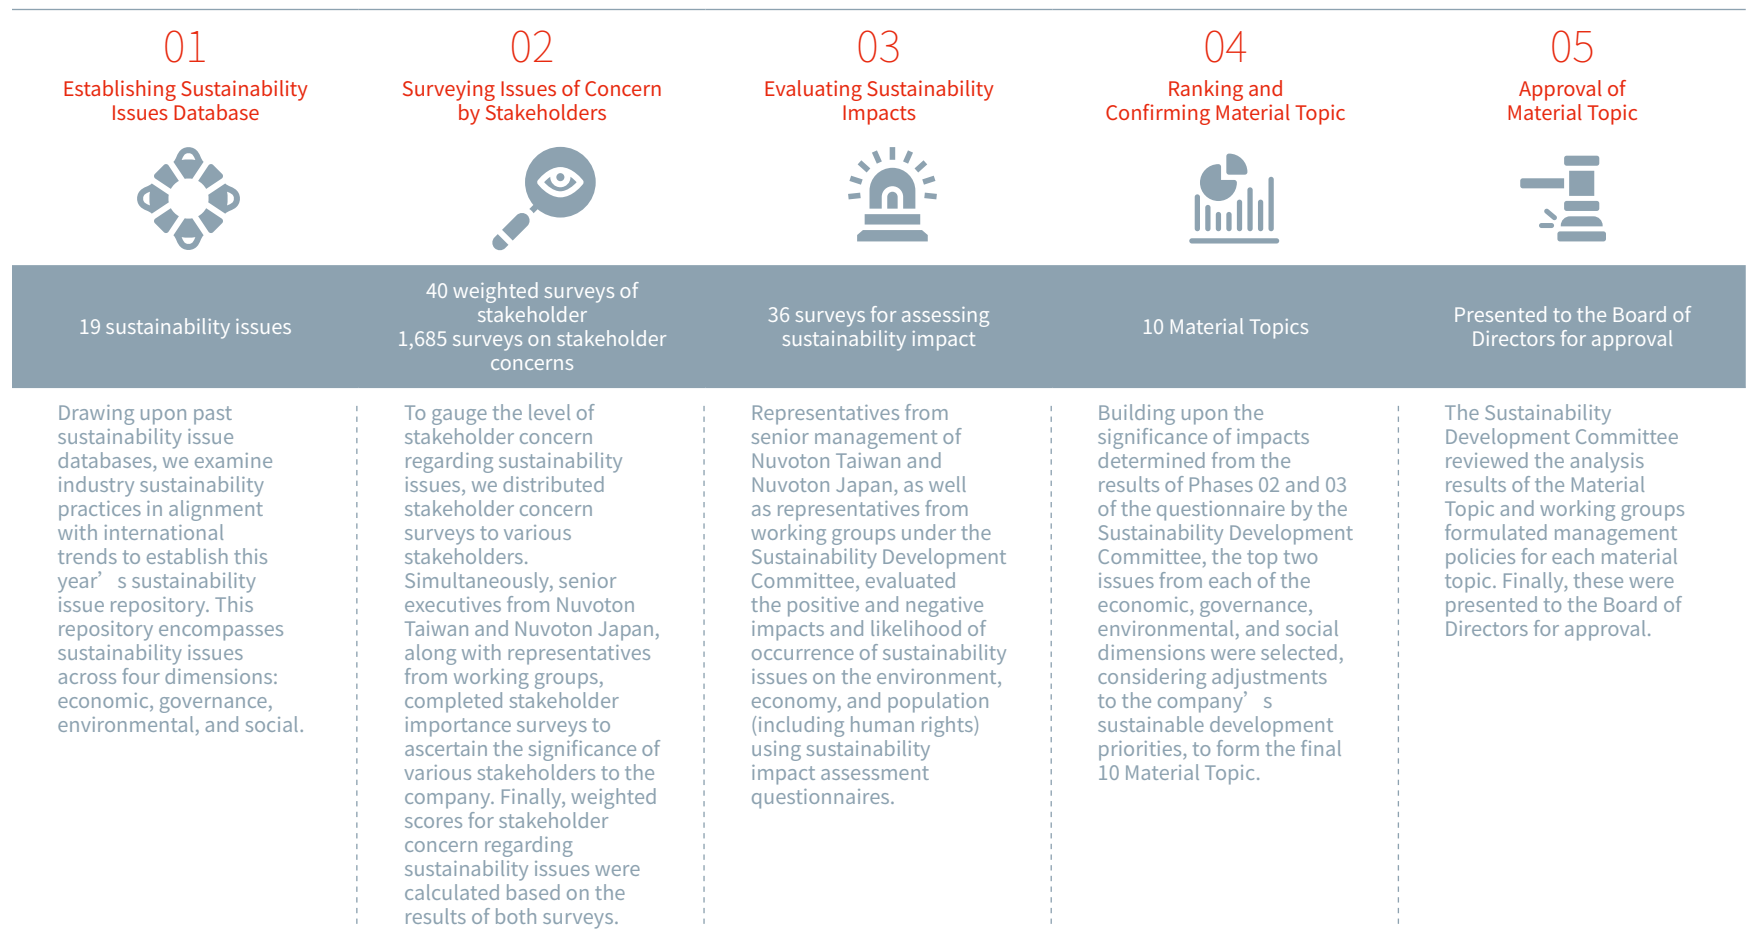 01
Establishing Sustainability
Issues Database
02
Surveying Issues of Concern
by Stakeholders
03
Evaluating Sustainability
Impacts
04
Ranking and
Confirming Material Topic
05
Approval of
Material Topic
19 sustainability issues
40 weighted surveys of
stakeholder
1,685 surveys on stakeholder
concerns
36 surveys for assessing
sustainability impact
10 Material Topics
Presented to the Board of
Directors for approval
Drawing upon past
sustainability issue
databases, we examine
industry sustainability
practices in alignment
with international
trends to establish this
year’s sustainability
issue repository. This
repository encompasses
sustainability issues
across four dimensions:
economic, governance,
environmental, and social.
To gauge the level of
stakeholder concern
regarding sustainability
issues, we distributed
stakeholder concern
surveys to various
stakeholders.
Simultaneously, senior
executives from Nuvoton
Taiwan and Nuvoton Japan,
along with representatives
from working groups,
completed stakeholder
importance surveys to
ascertain the significance of
various stakeholders to the
company. Finally, weighted
scores for stakeholder
concern regarding
sustainability issues were
calculated based on the
results of both surveys.
Representatives from
senior management of
Nuvoton Taiwan and
Nuvoton Japan, as well
as representatives from
working groups under the
Sustainability Development
Committee, evaluated
the positive and negative
impacts and likelihood of
occurrence of sustainability
issues on the environment,
economy, and population
(including human rights)
using sustainability
impact assessment
questionnaires.
Building upon the
significance of impacts
determined from the
results of Phases 02 and 03
of the questionnaire by the
Sustainability Development
Committee, the top two
issues from each of the
economic, governance,
environmental, and social
dimensions were selected,
considering adjustments
to the company’s
sustainable development
priorities, to form the final
10 Material Topic.
The Sustainability
Development Committee
reviewed the analysis
results of the Material
Topic and working groups
formulated management
policies for each material
topic. Finally, these were
presented to the Board of
Directors for approval.